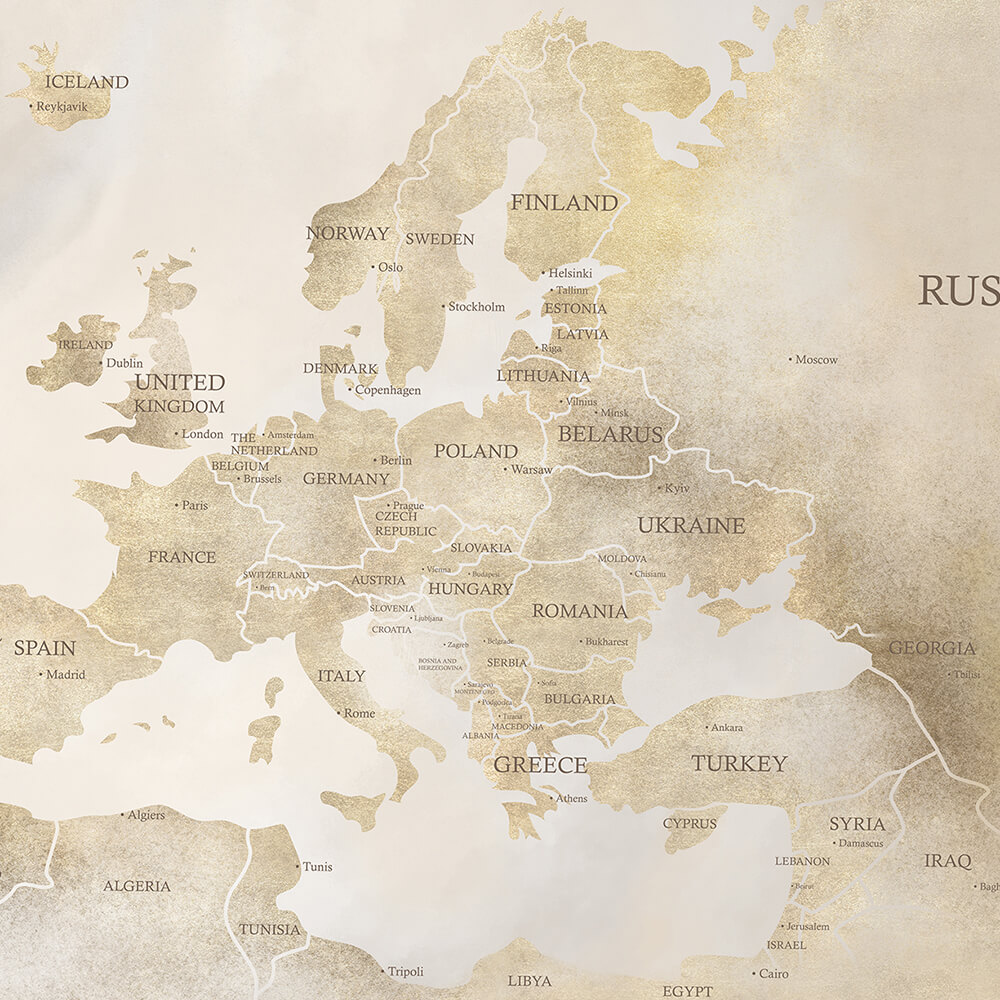 ICELAND
• Reykjavik
FINLAND
NORWAY
SWEDEN
• Oslo
• Helsinki
• Tallinn
RUS
• Stockholm
ESTONIA
LATVIA
IRELAND
• Riga
• Dublin
• Moscow
DENMARK
LITHUANIA
UNITED
KINGDOM
• Copenhagen
• Vilnius
• Minsk
• London
THE
NETHERLAND
• Amsterdam
BELARUS
BELGIUM
• Brussels
• Berlin
POLAND
• Warsaw
GERMANY
• Kyiv
• Paris
• Prague
CZECH
REPUBLIC
UKRAINE
FRANCE
SLOVAKIA
MOLDOVA
SWITZERLAND
• Bern
AUSTRIA
• Vienna
• Budapest
• Chisianu
HUNGARY
SLOVENIA
• Ljubljana
ROMANIA
CROATIA
• Zagreb
• Belgrade
• Bukharest
SPAIN
GEORGIA
BOSNIA AND
HERZEGOVINA
SERBIA
• Madrid
ITALY
• Tbilisi
• Sarajevo
• Sofia
MONTENEGRO
BULGARIA
• Podgorica
• Rome
• Tirana
MACEDONIA
• Ankara
ALBANIA
GREECE
TURKEY
• Athens
• Algiers
CYPRUS
SYRIA
• Damascus
• Tunis
LEBANON
IRAQ
ALGERIA
• Beirut
• Bagh
TUNISIA
• Jerusalem
ISRAEL
• Tripoli
• Cairo
LIBYA
EGYPT